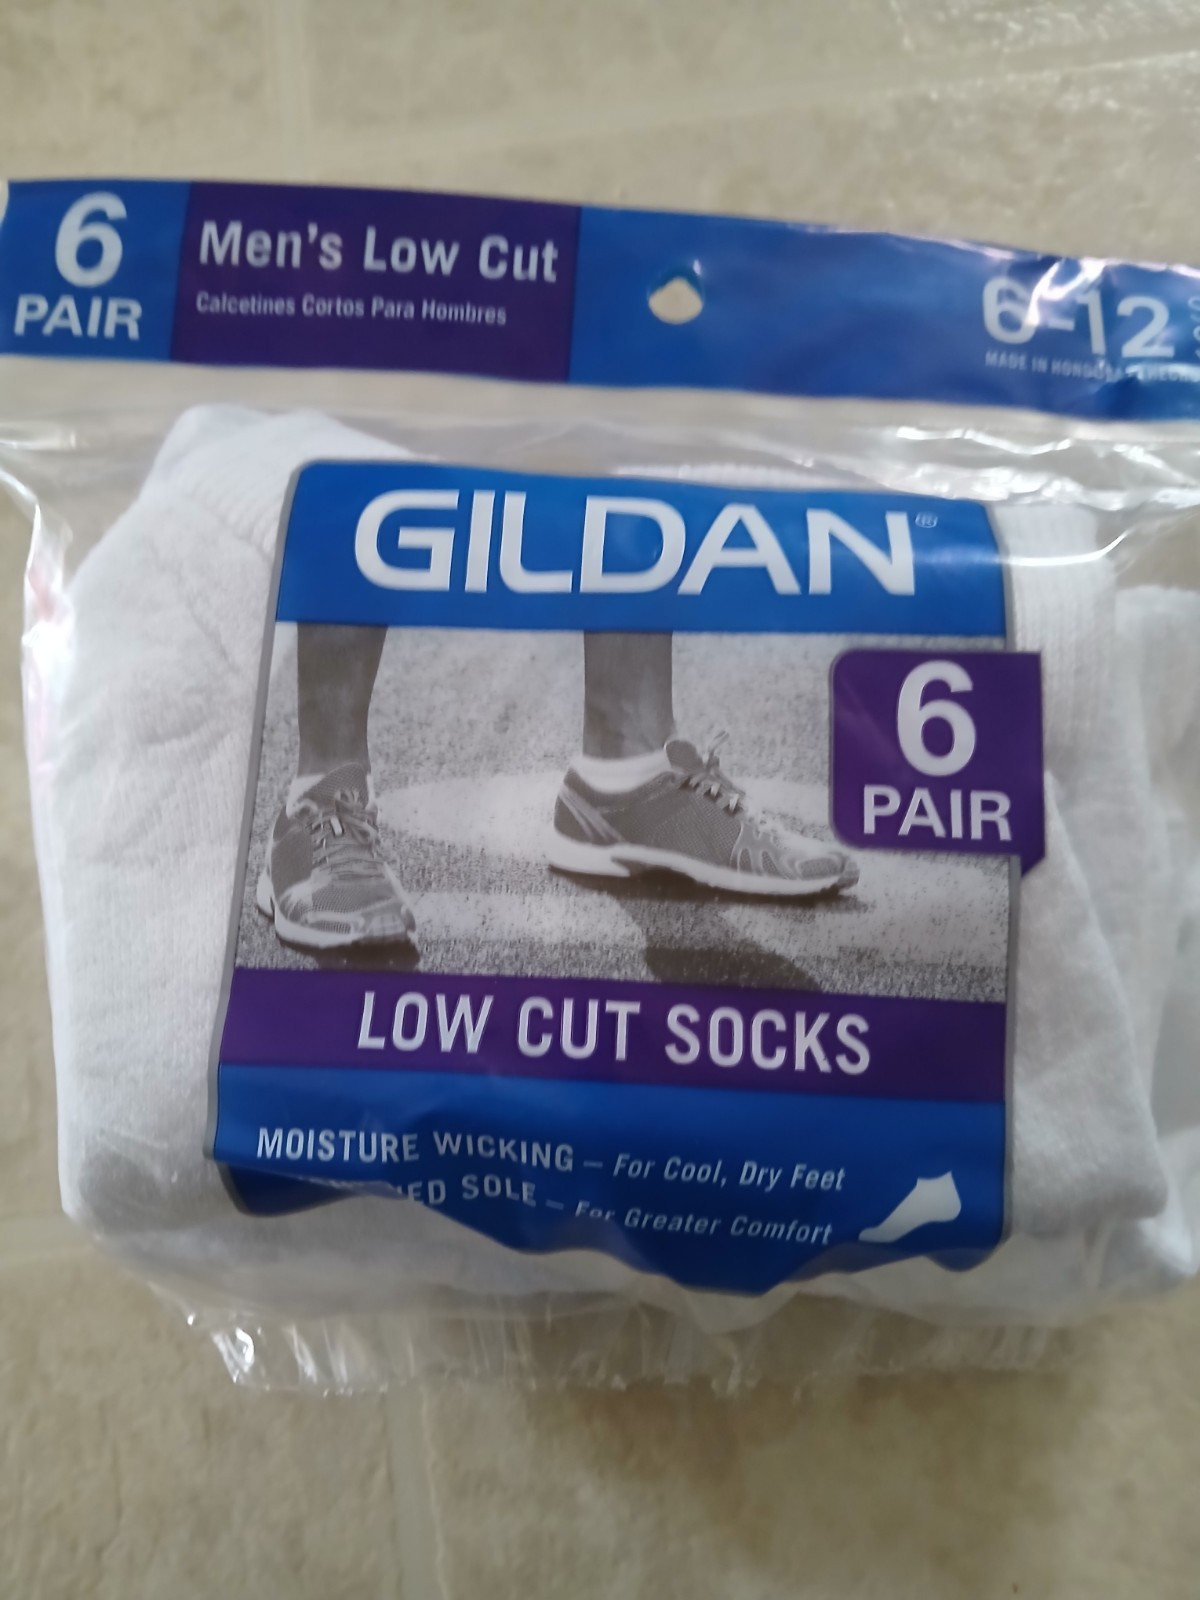 6
PAIR
Men's Low Cut
Calcetines Cortos Para Hombres
6-12
MADE IN
GILDAN®
6
PAIR
LOW CUT SOCKS
MOISTURE WICKING – For Cool, Dry Feet
SOLE – For Greater Comfort